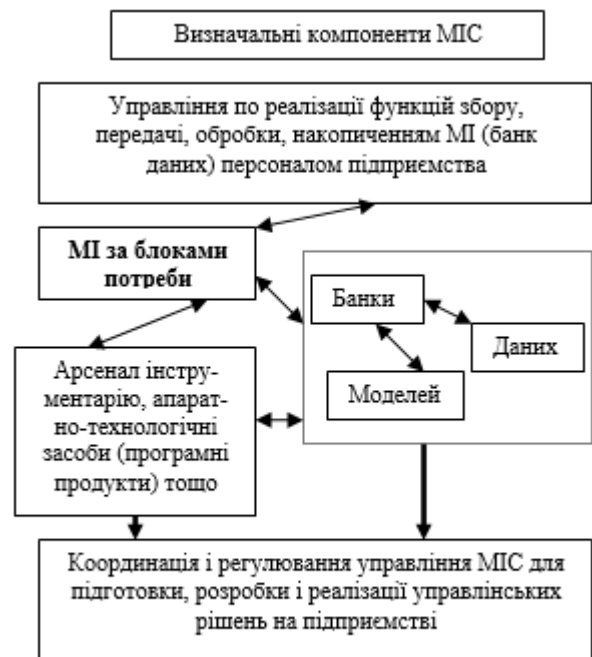 Визначальні компоненти МІС
Управління по реалізації функцій збору,
передачі, обробки, накопиченням МІ (банк
даних) персоналом підприємства
МІ за блоками
потреби
Банки
Даних
Моделей
Арсенал інстру-
ментарію, апарат-
но-технологічні
засоби (програмні
продукти) тощо
Координація і регулювання управління МІС для
підготовки, розробки і реалізації управлінських
рішень на підприємстві